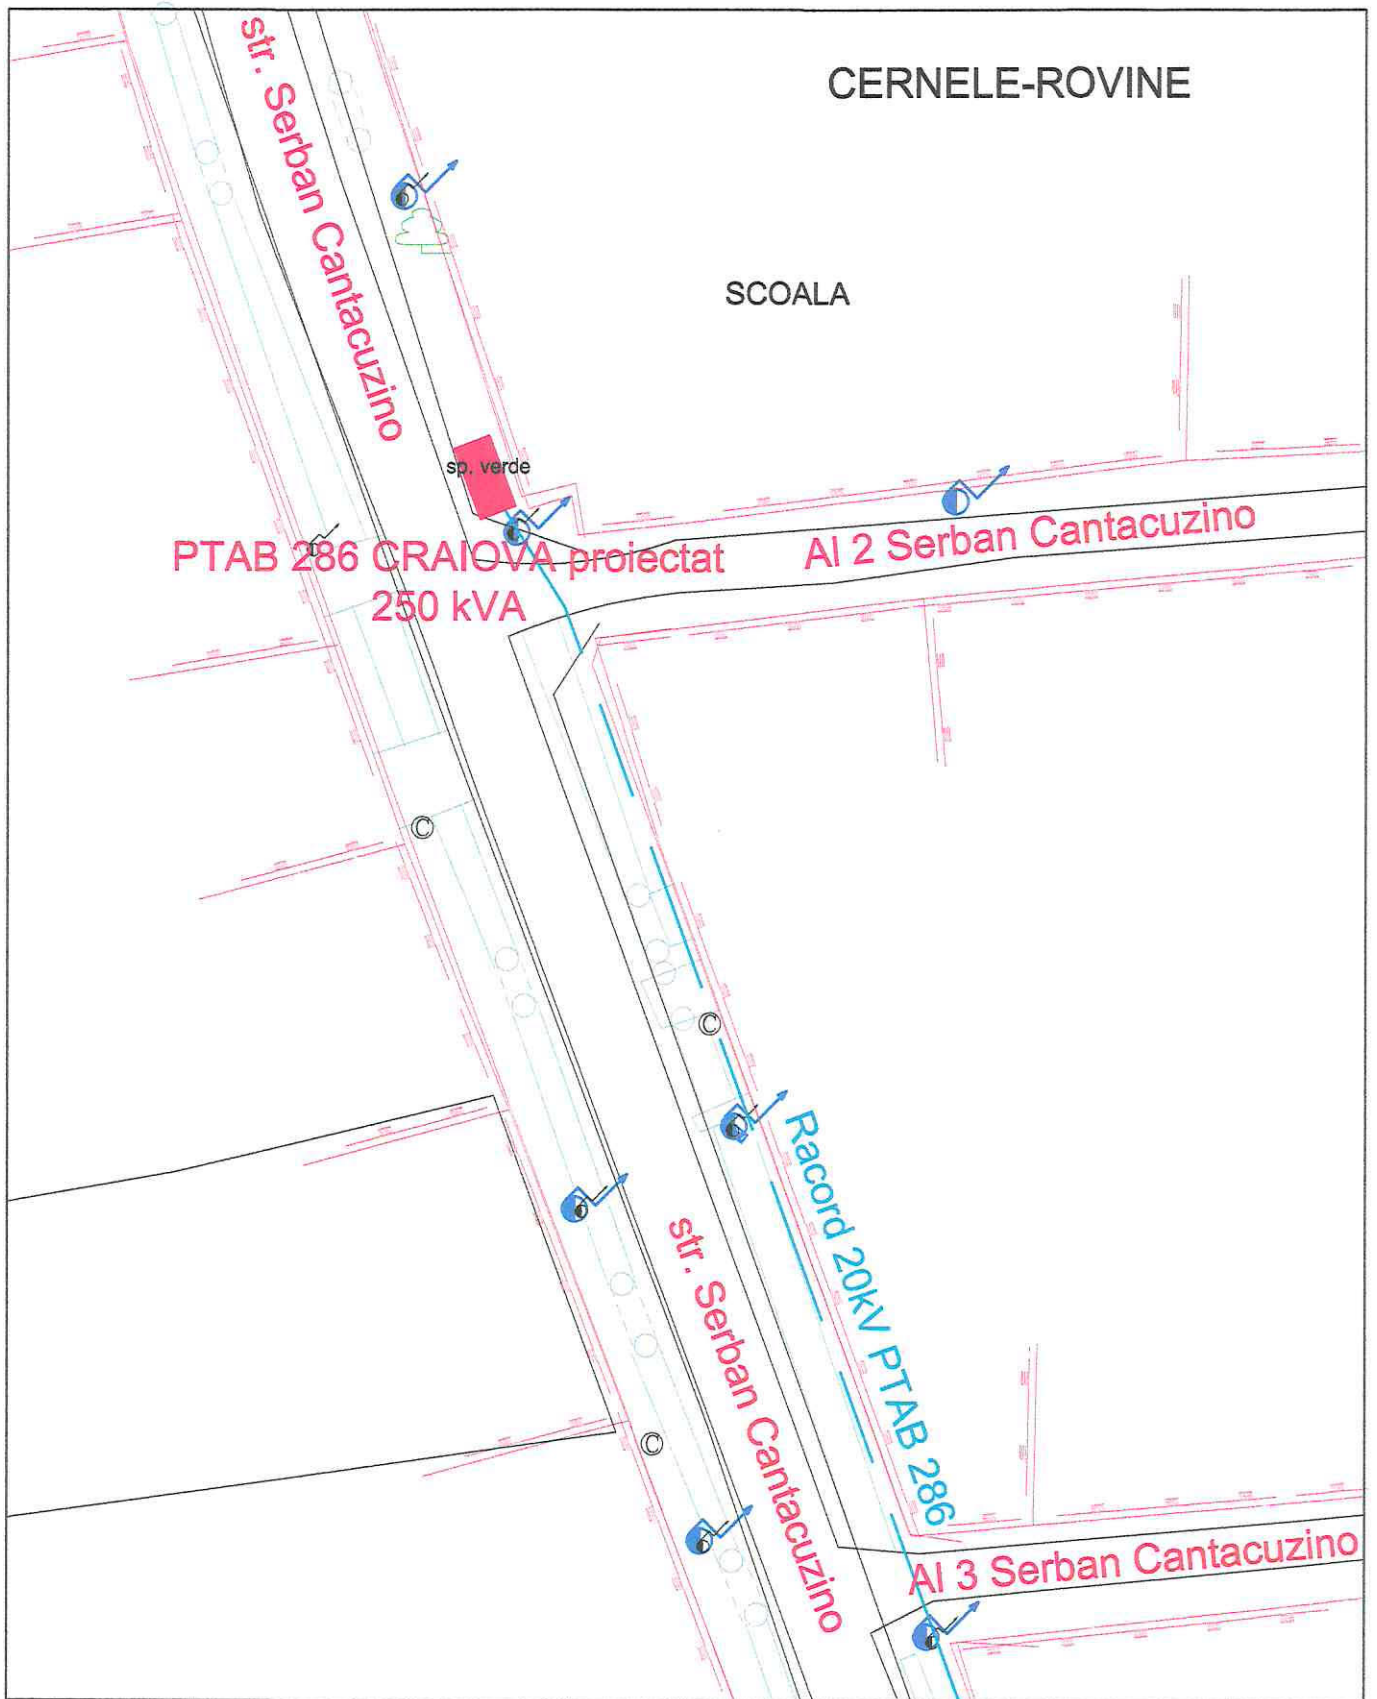 str. Serban Cantacuzino
CERNELE-ROVINE
SCOALA
sp. verde
PTAB 286 CRAIOVA proiectat
250 kVA
Al 2 Serban Cantacuzino
C
C
Racord 20kV PTAB 286
str. Serban Cantacuzino
C
Al 3 Serban Cantacuzino